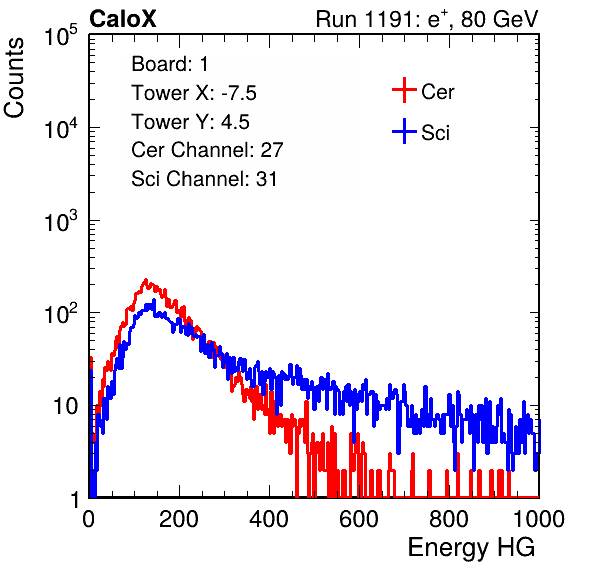 CaloX Run 1191: e⁺, 80 GeV
Counts
10⁵
10⁴
10³
10²
10
1
Board: 1
Tower X: -7.5
Tower Y: 4.5
Cer Channel: 27
Sci Channel: 31
Cer
Sci
0 200 400 600 800 1000
Energy HG